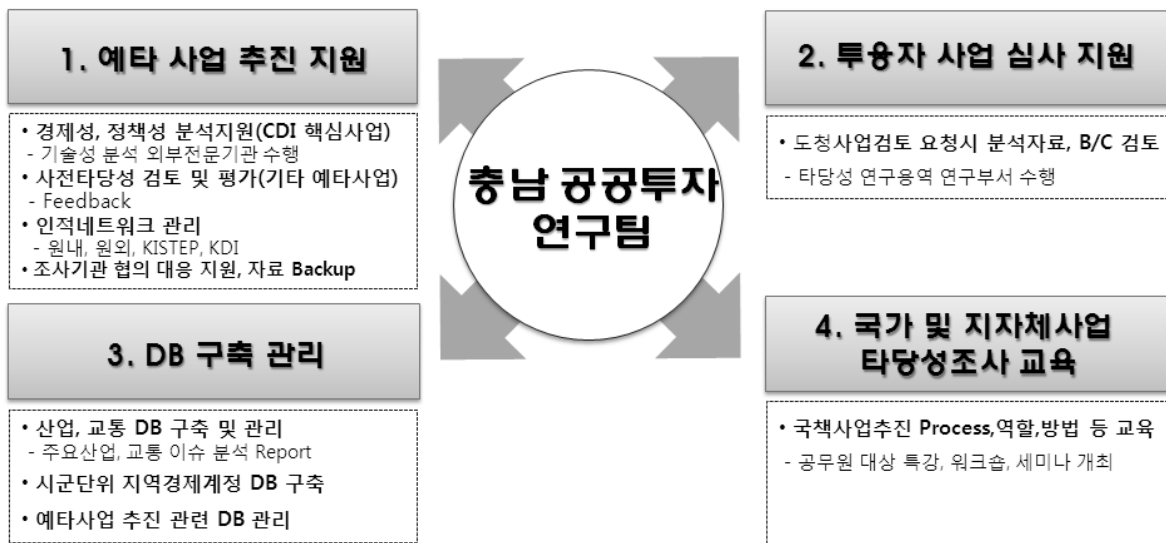 1. 예타 사업 추진 지원
• 경제성, 정책성 분석지원(CDI 핵심사업)
- 기술성 분석 외부전문기관 수행
• 사전타당성 검토 및 평가(기타 예타사업)
- Feedback
• 인적네트워크 관리
- 원내, 원외, KISTEP, KDI
• 조사기관 협의 대응 지원, 자료 Backup
충남 공공투자
연구팀
2. 투융자 사업 심사 지원
• 도청사업검토 요청시 분석자료, B/C 검토
- 타당성 연구용역 연구부서 수행
3. DB 구축 관리
• 산업, 교통 DB 구축 및 관리
- 주요산업, 교통 이슈 분석 Report
• 시군단위 지역경제계정 DB 구축
• 예타사업 추진 관련 DB 관리
4. 국가 및 지자체사업
타당성조사 교육
• 국책사업추진 Process,역할,방법 등 교육
- 공무원 대상 특강, 워크숍, 세미나 개최